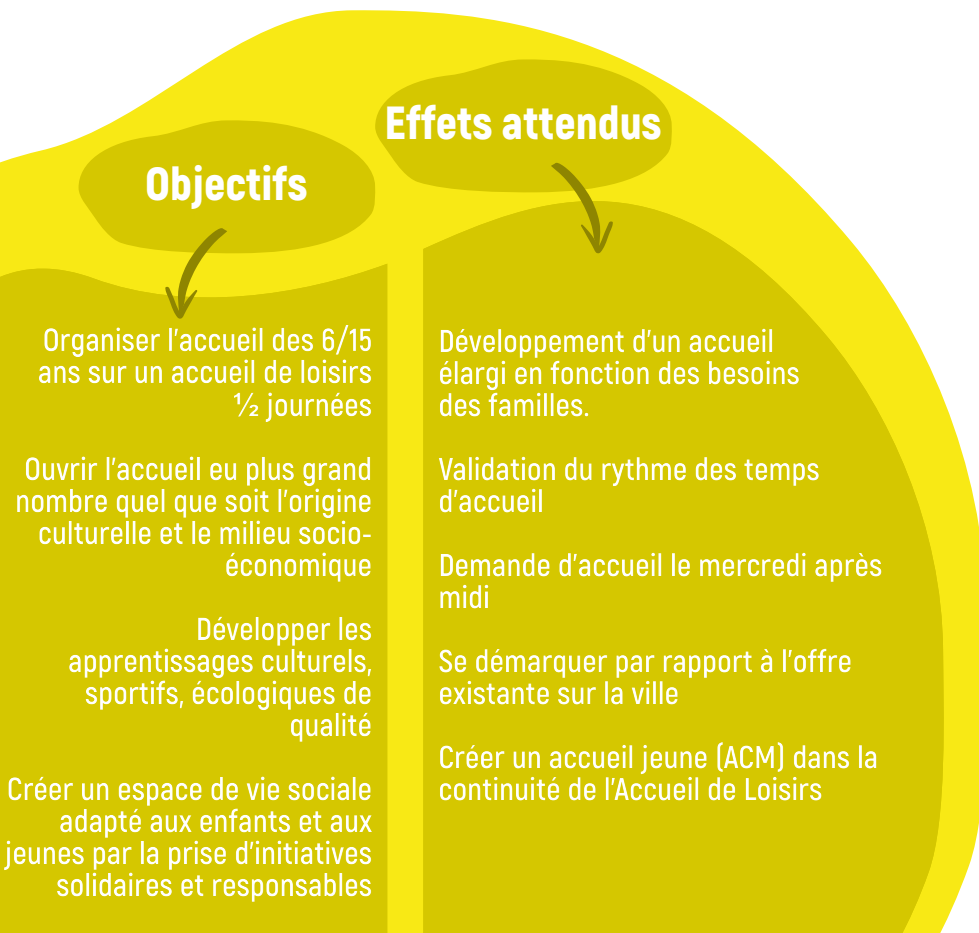 Effets attendus
Objectifs
Organiser l'accueil des 6/15
ans sur un accueil de loisirs
½ journées
Ouvrir l'accueil eu plus grand
nombre quel que soit l'origine
culturelle et le milieu socio-
économique
Développer les
apprentissages culturels,
sportifs, écologiques de
qualité
Créer un espace de vie sociale
adapté aux enfants et aux
jeunes par la prise d'initiatives
solidaires et responsables
Développement d'un accueil
élargi en fonction des besoins
des familles.
Validation du rythme des temps
d'accueil
Demande d'accueil le mercredi après
midi
Se démarquer par rapport à l'offre
existante sur la ville
Créer un accueil jeune (ACM) dans la
continuité de l'Accueil de Loisirs